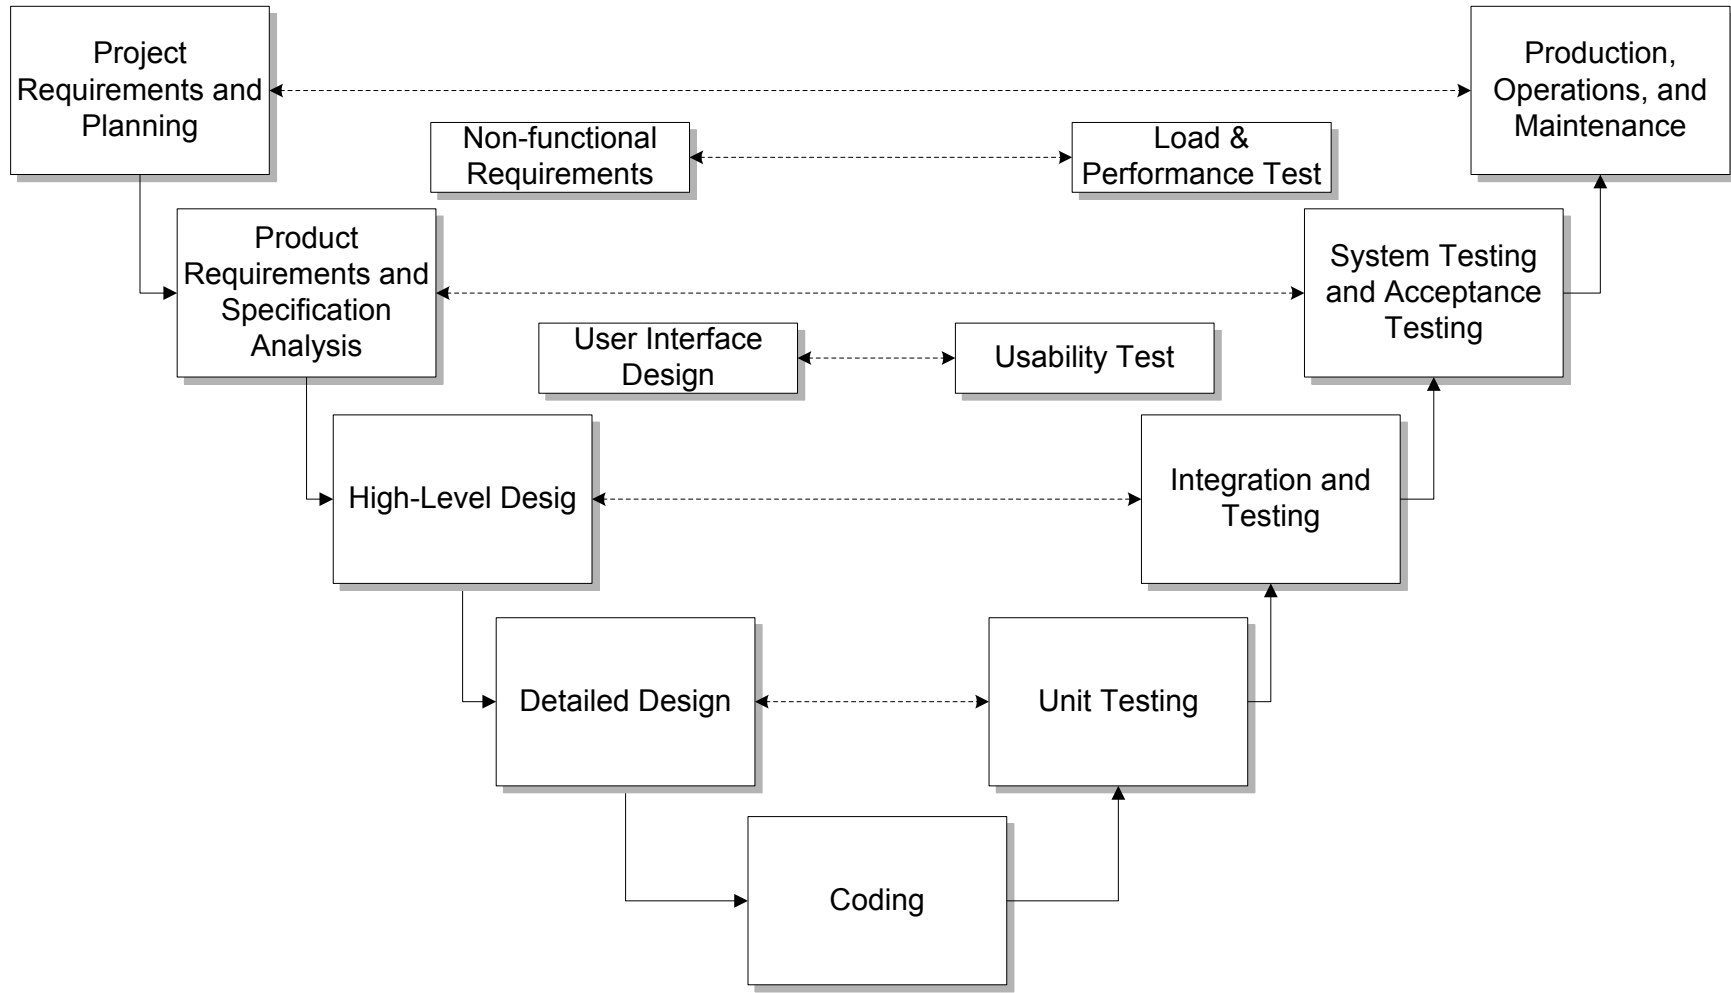 Project
Requirements and
Planning
Production,
Operations, and
Maintenance
Non-functional
Requirements
Load &
Performance Test
Product
Requirements and
Specification
Analysis
System Testing
and Acceptance
Testing
User Interface
Design
Usability Test
High-Level Desig
Integration and
Testing
Detailed Design
Unit Testing
Coding